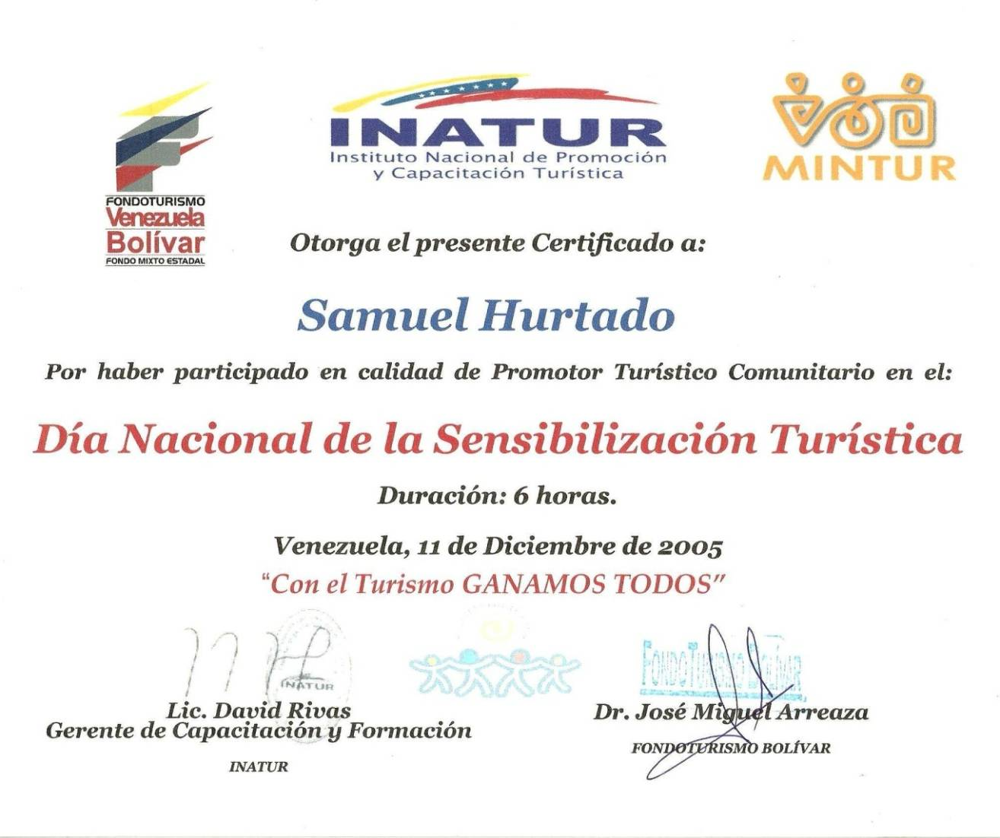 FONDOTURISMO
Venezuela
Bolívar
FONDO MIXTO ESTADAL
INATUR
Instituto Nacional de Promoción
y Capacitación Turística
MINTUR
Otorga el presente Certificado a:
Samuel Hurtado
Por haber participado en calidad de Promotor Turístico Comunitario en el:
Día Nacional de la Sensibilización Turística
Duración: 6 horas.
Venezuela, 11 de Diciembre de 2005
“Con el Turismo GANAMOS TODOS”
INATUR
FONDOTURISMO BOLÍVAR
Lic. David Rivas
Gerente de Capacitación y Formación
INATUR
Dr. José Miguel Arreaza
FONDOTURISMO BOLÍVAR